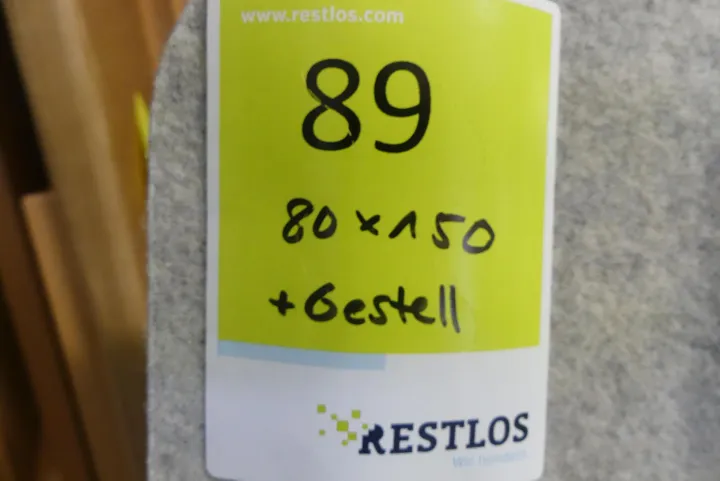 www.restlos.com
89
80 x 150
+ Gestell
RESTLOS